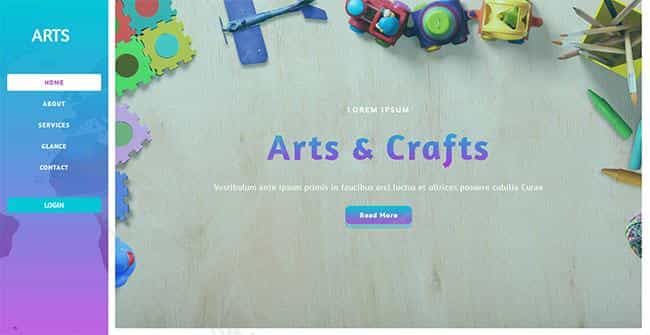 ARTS
HOME
ABOUT
SERVICES
GLANCE
CONTACT
LOGIN
LOREM IPSUM
Arts & Crafts
Vestibulum ante ipsum primis in faucibus orci luctus et ultrices posuere cubilia Curae
Read More